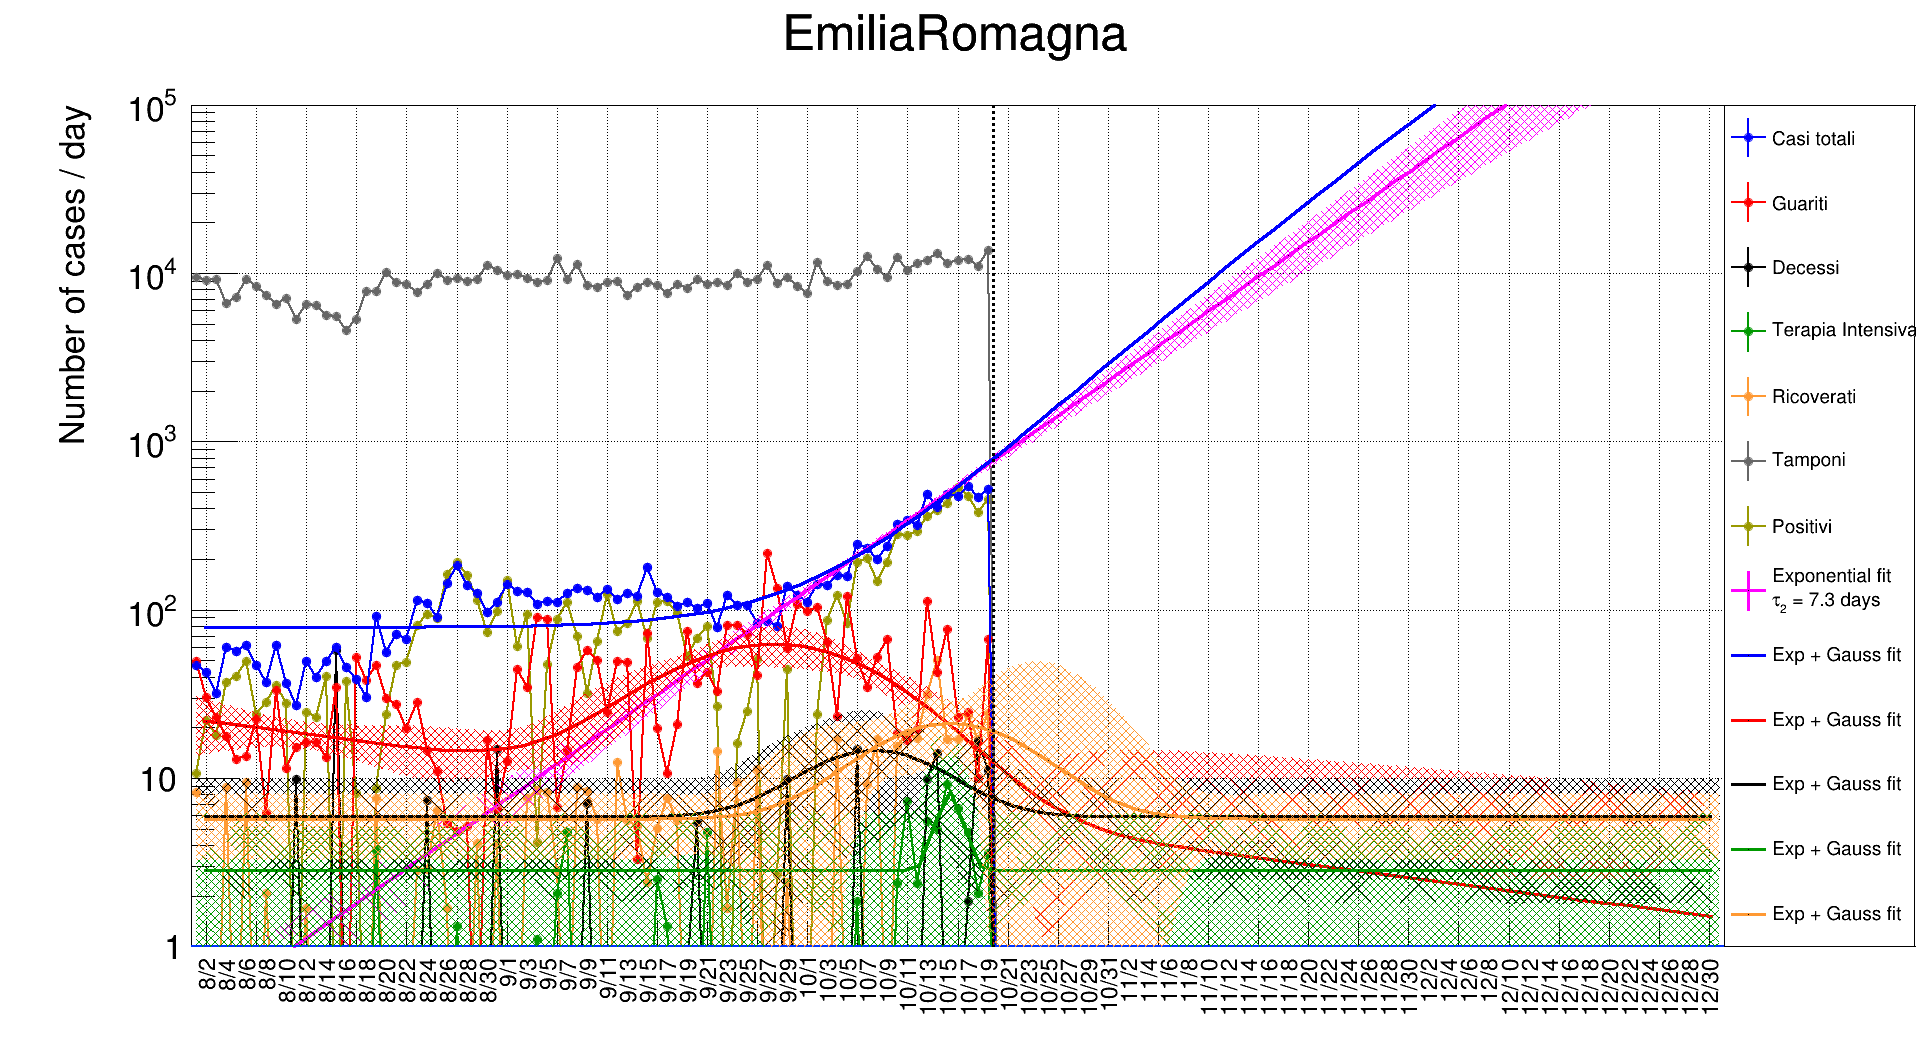 EmiliaRomagna
Number of cases / day
10^5
10^4
10^3
10^2
10
1
8/2 8/4 8/6 8/8 8/10 8/12 8/14 8/16 8/18 8/20 8/22 8/24 8/26 8/28 8/30 9/1 9/3 9/5 9/7 9/9 9/11 9/13 9/15 9/17 9/19 9/21 9/23 9/25 9/27 9/29 10/1 10/3 10/5 10/7 10/9 10/11 10/13 10/15 10/17 10/19 10/21 10/23 10/25 10/27 10/29 10/31 11/2 11/4 11/6 11/8 11/10 11/12 11/14 11/16 11/18 11/20 11/22 11/24 11/26 11/28 11/30 12/2 12/4 12/6 12/8 12/10 12/12 12/14 12/16 12/18 12/20 12/22 12/24 12/26 12/28 12/30
Casi totali
Guariti
Decessi
Terapia Intensiva
Ricoverati
Tamponi
Positivi
Exponential fit
τ₂ = 7.3 days
Exp + Gauss fit
Exp + Gauss fit
Exp + Gauss fit
Exp + Gauss fit
Exp + Gauss fit